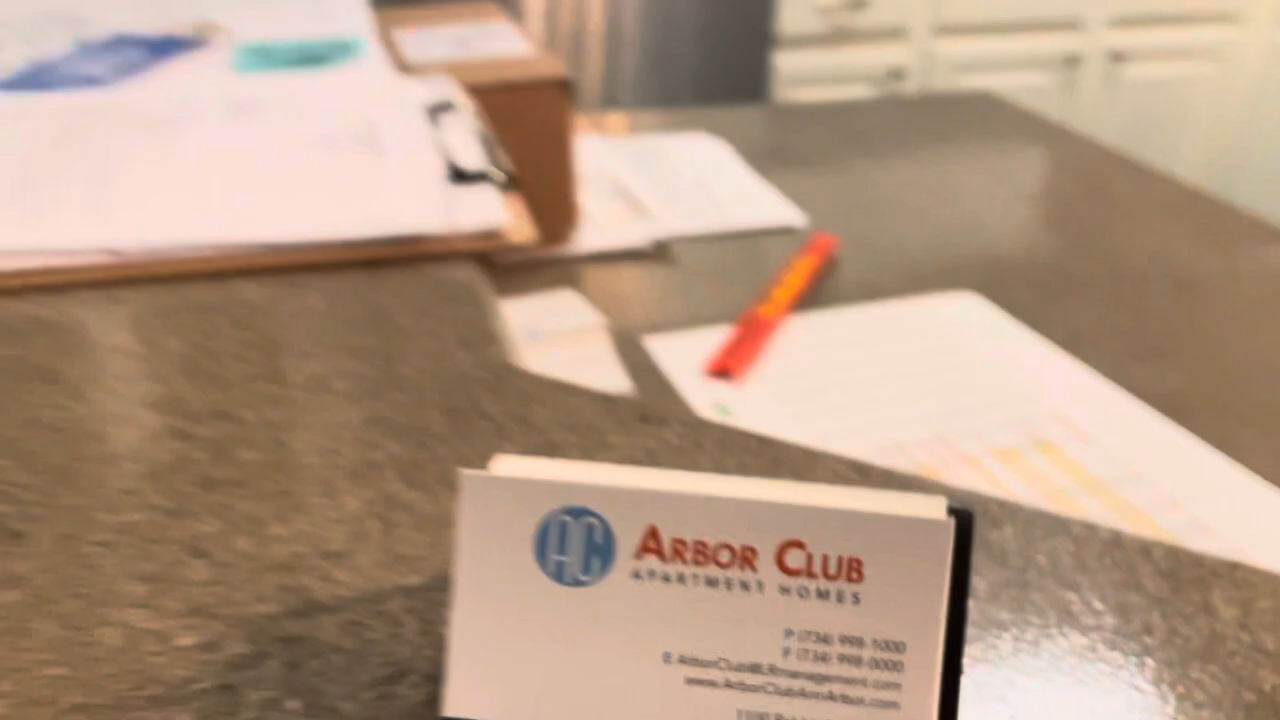 AC
ARBOR CLUB
APARTMENT HOMES
P (734) 998-1000
F (734) 998-0000
E ArborClub@LRmanagement.com
www.ArborClubAnnArbor.com